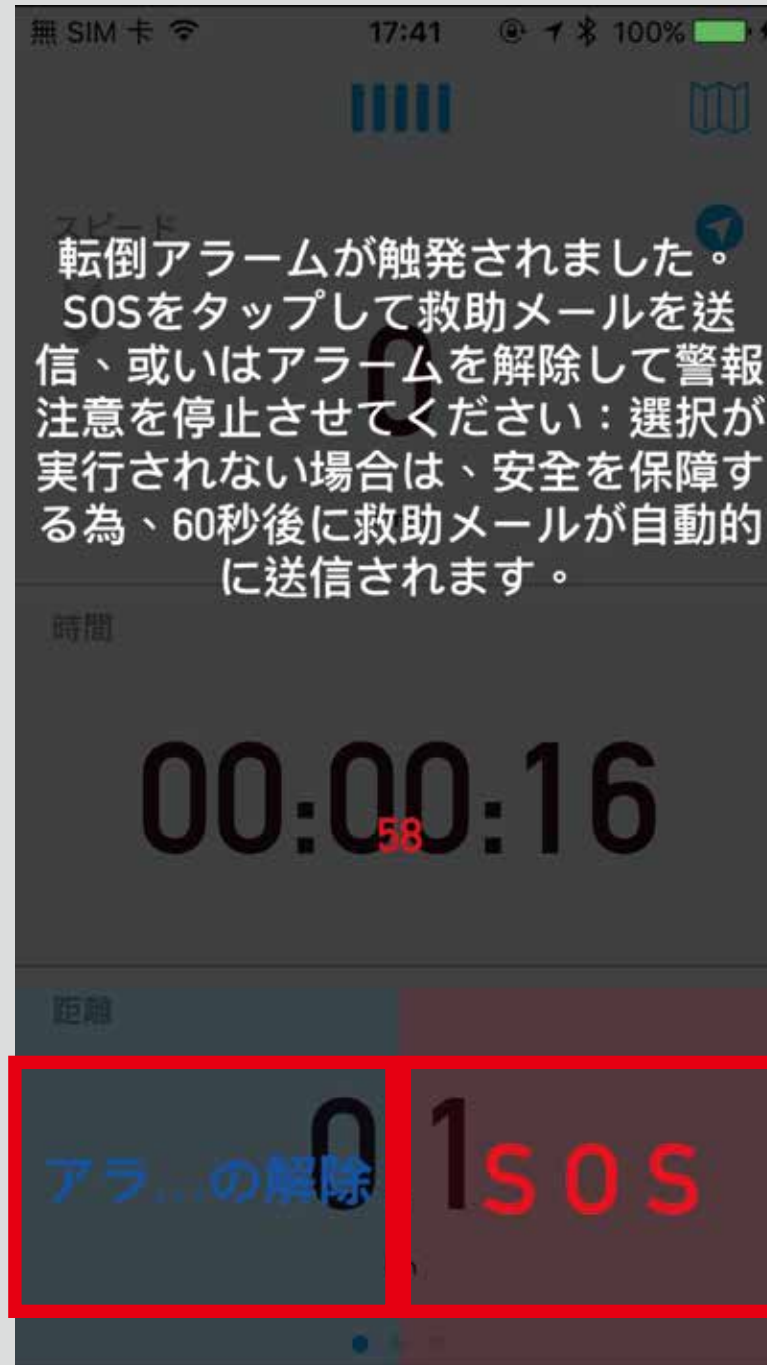 無 SIM 卡 17:41 100%
スピード
転倒アラームが触発されました。
SOSをタップして救助メールを送
信、或いはアラームを解除して警報
注意を停止させてください：選択が
実行されない場合は、安全を保障す
る為、60秒後に救助メールが自動的
に送信されます。
0
時間
00:00:16
58
距離
0.1
アラ...の解除
SOS